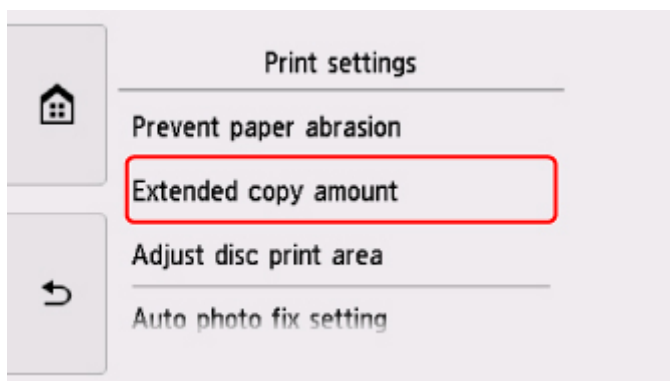 Print settings
Prevent paper abrasion
Extended copy amount
Adjust disc print area
Auto photo fix setting